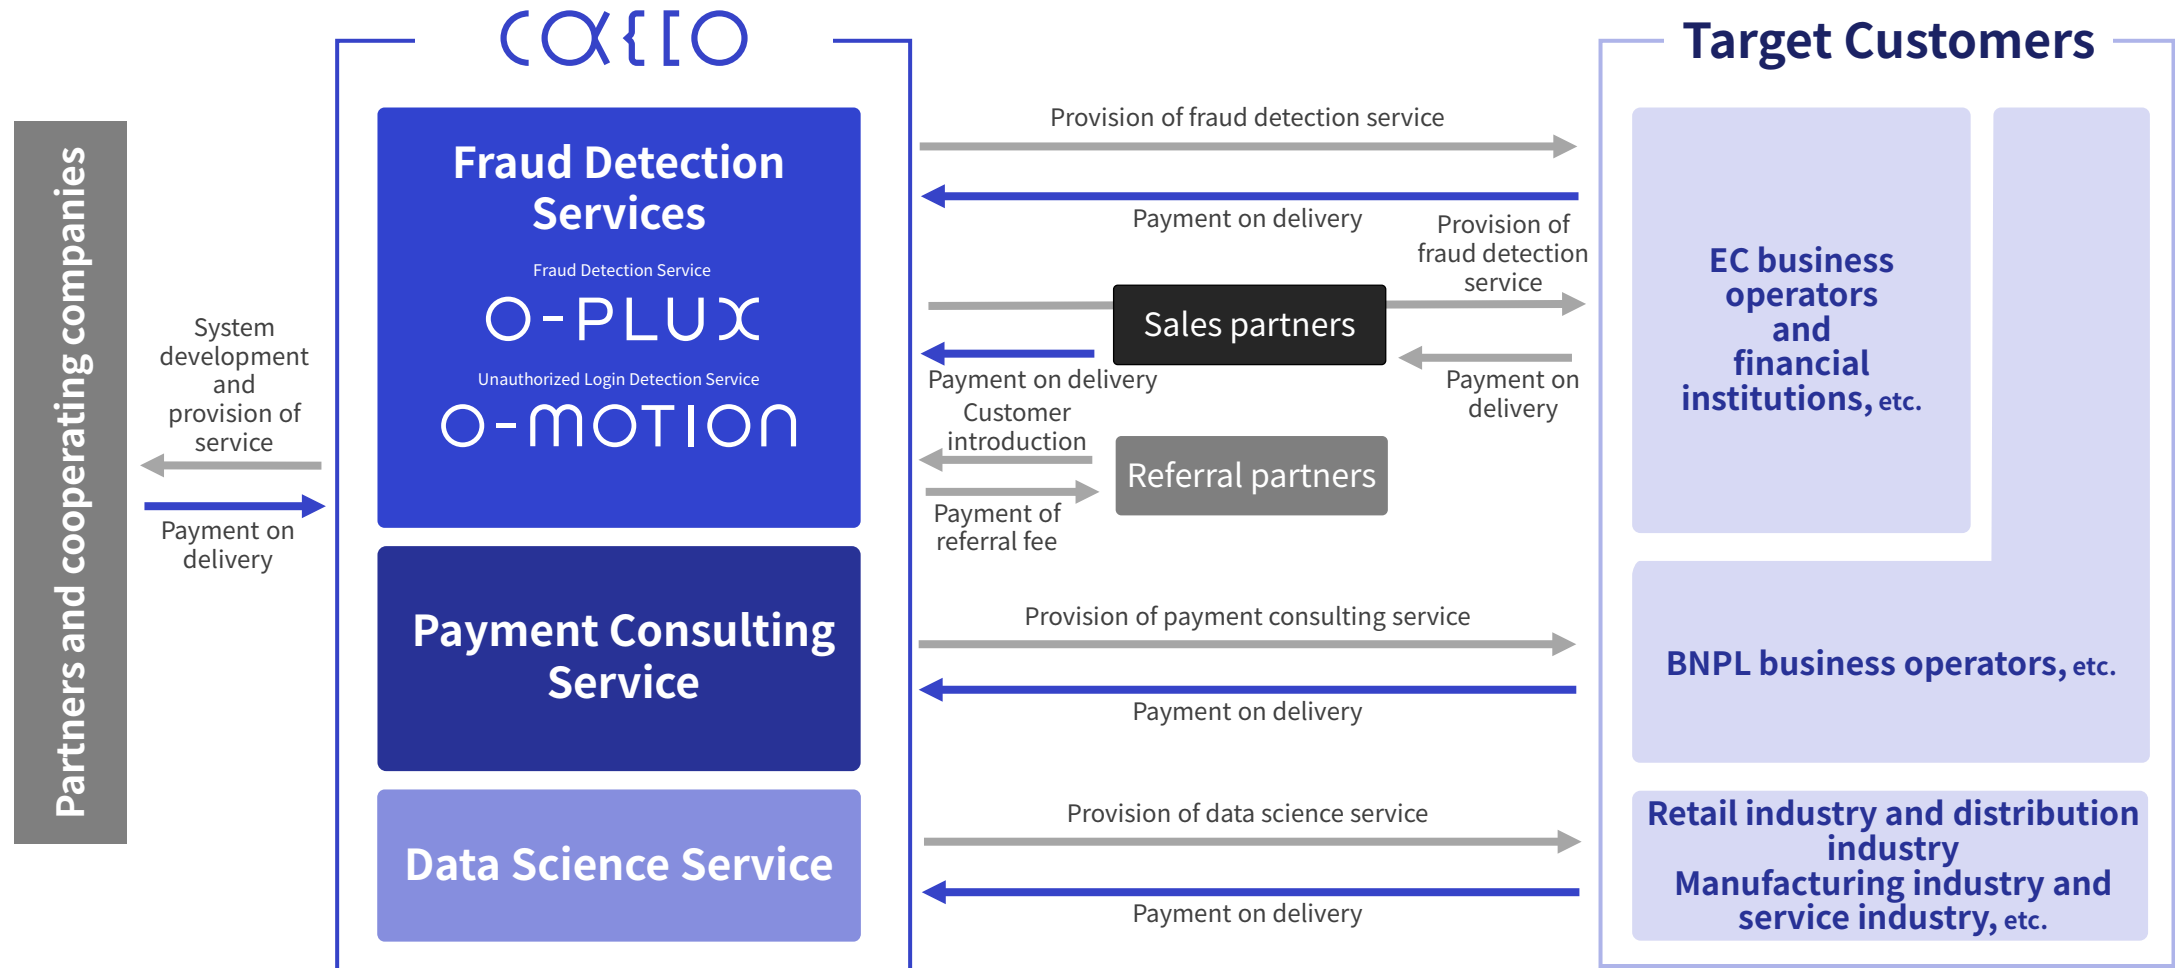 CACCO
Target Customers
Partners and cooperating companies
System
development
and
provision of
service
Payment on
delivery
Fraud Detection
Services
Fraud Detection Service
O-PLUX
Unauthorized Login Detection Service
O-MOTION
Payment Consulting
Service
Data Science Service
Provision of fraud detection service
Payment on delivery
Provision of
fraud detection
service
Sales partners
Payment on delivery
Payment on
delivery
Customer
introduction
Referral partners
Payment of
referral fee
Provision of payment consulting service
Payment on delivery
Provision of data science service
Payment on delivery
EC business
operators
and
financial
institutions, etc.
BNPL business operators, etc.
Retail industry and distribution
industry
Manufacturing industry and
service industry, etc.